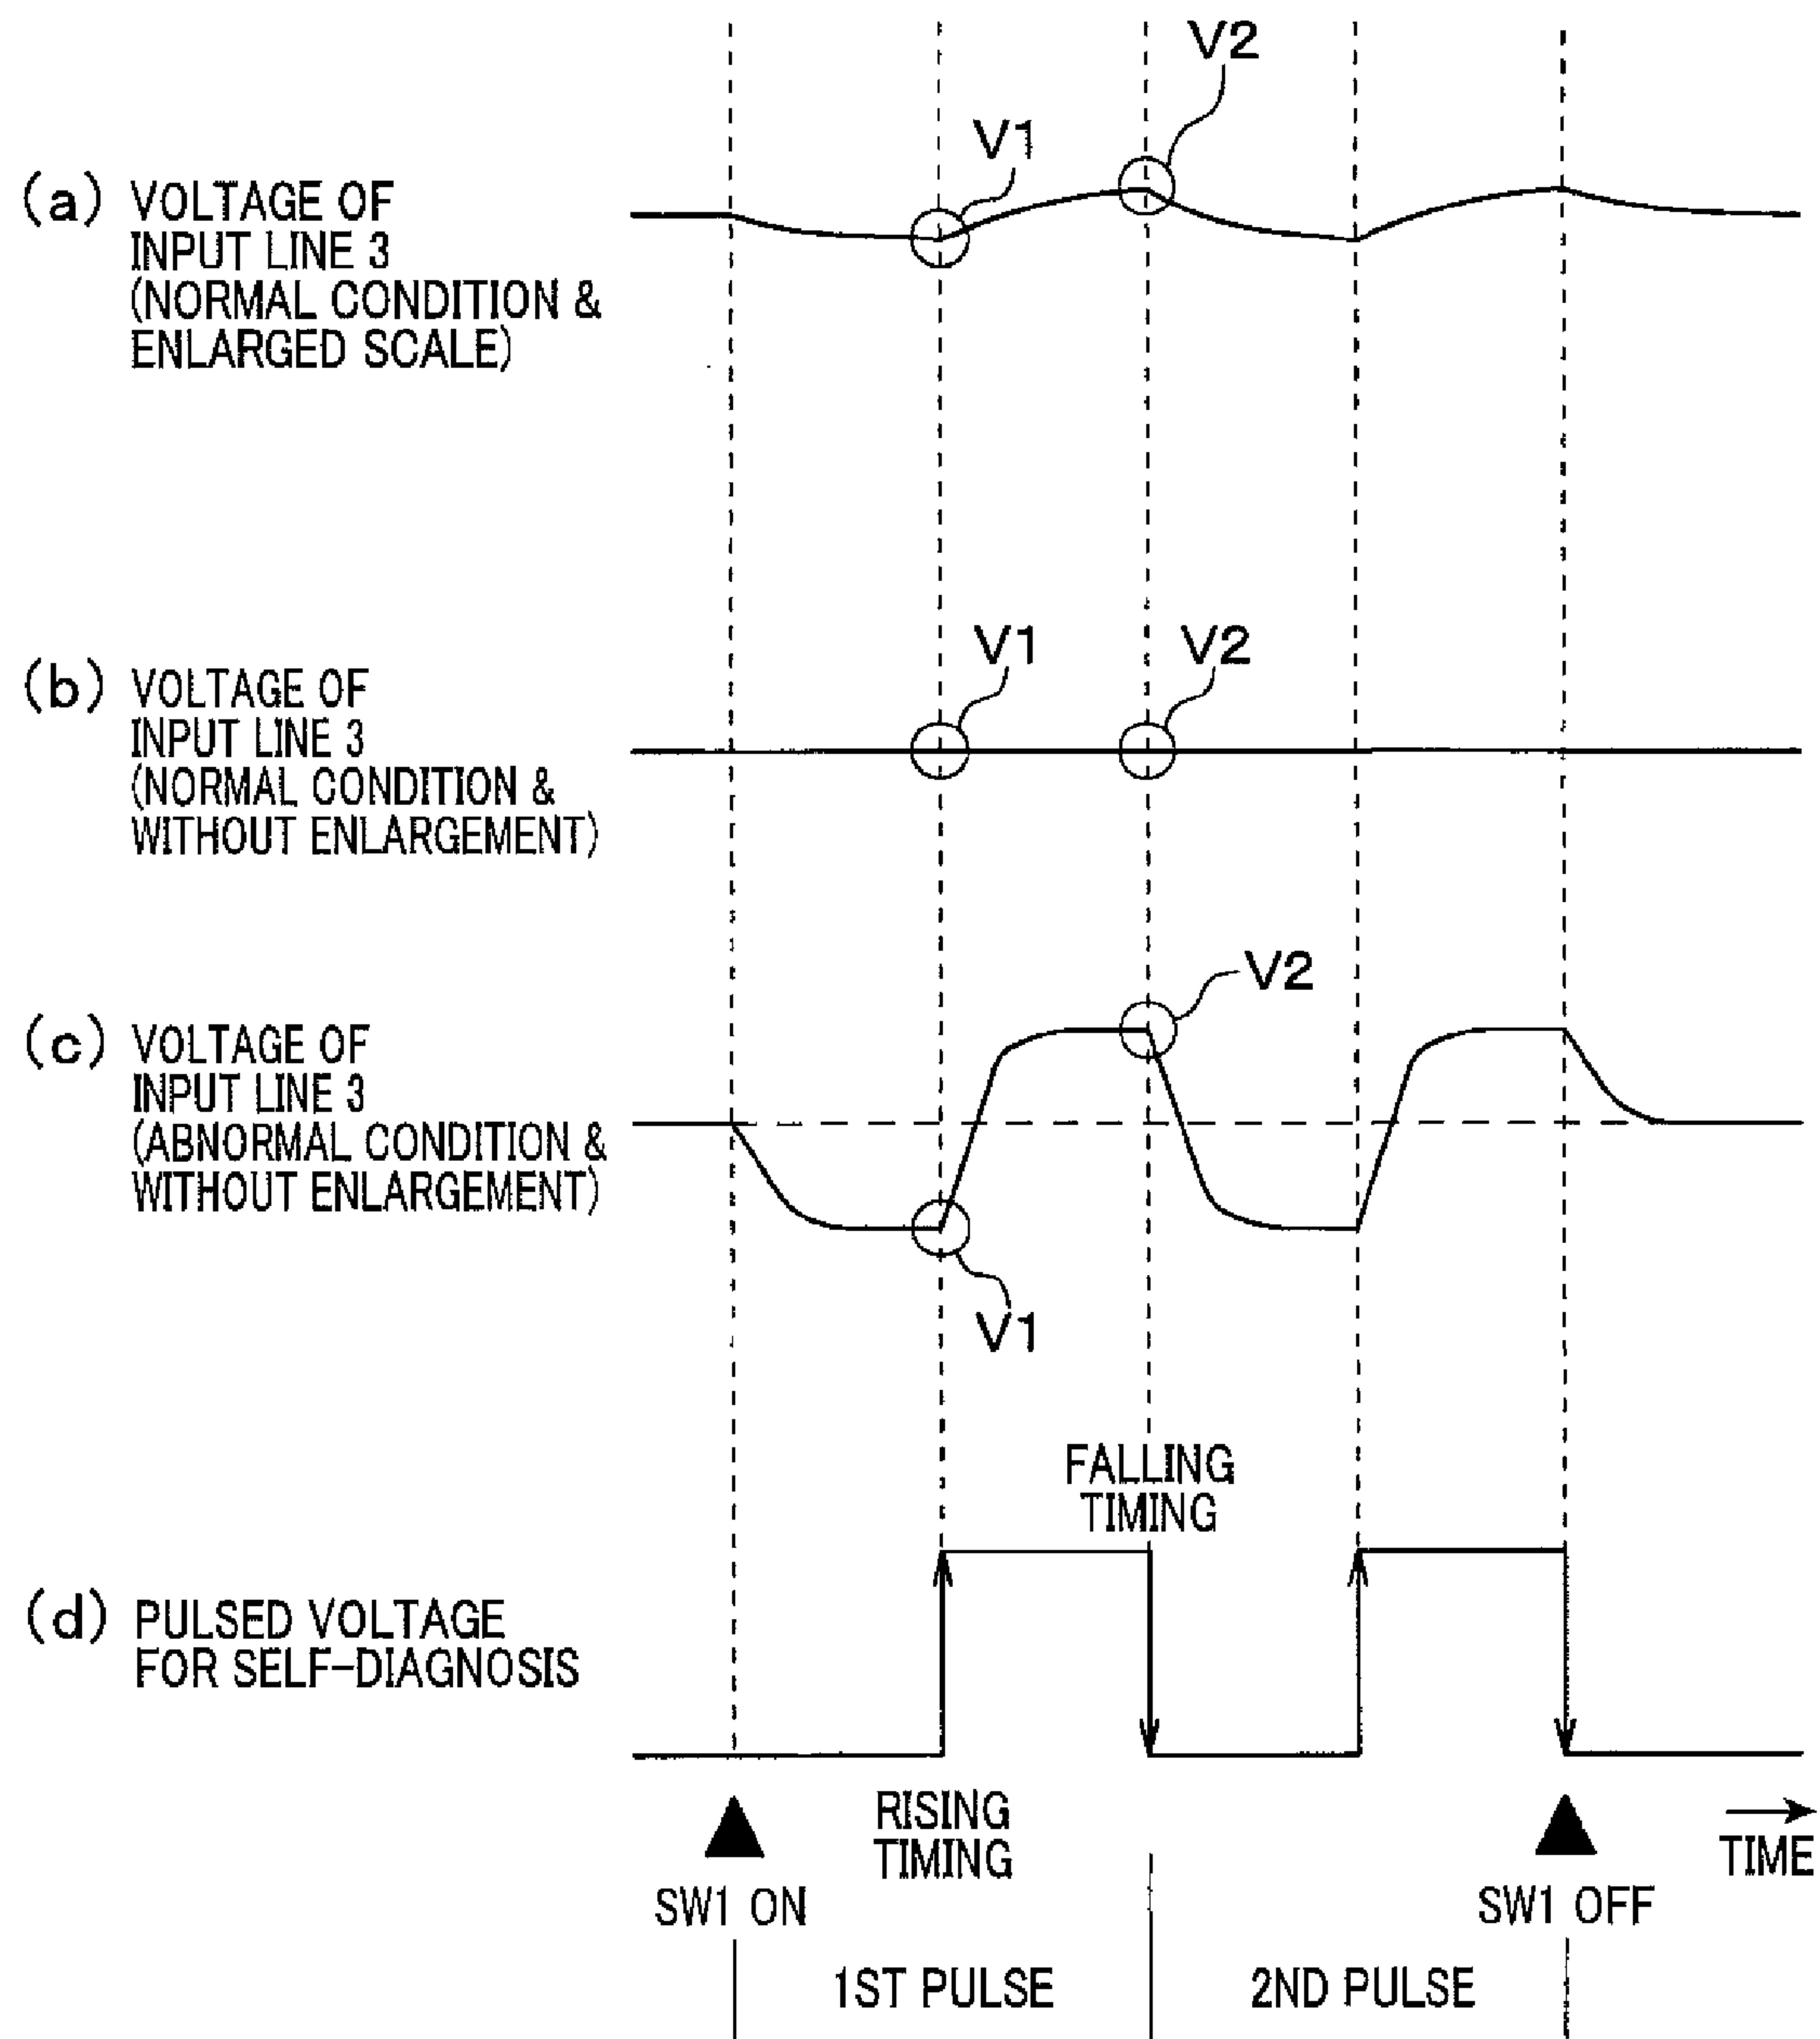 V2
V1
(a) VOLTAGE OF
INPUT LINE 3
(NORMAL CONDITION &
ENLARGED SCALE)
V1
V2
(b) VOLTAGE OF
INPUT LINE 3
(NORMAL CONDITION &
WITHOUT ENLARGEMENT)
V2
(c) VOLTAGE OF
INPUT LINE 3
(ABNORMAL CONDITION &
WITHOUT ENLARGEMENT)
V1
FALLING
TIMING
(d) PULSED VOLTAGE
FOR SELF-DIAGNOSIS
RISING
TIMING
TIME
SW1 ON
SW1 OFF
1ST PULSE
2ND PULSE